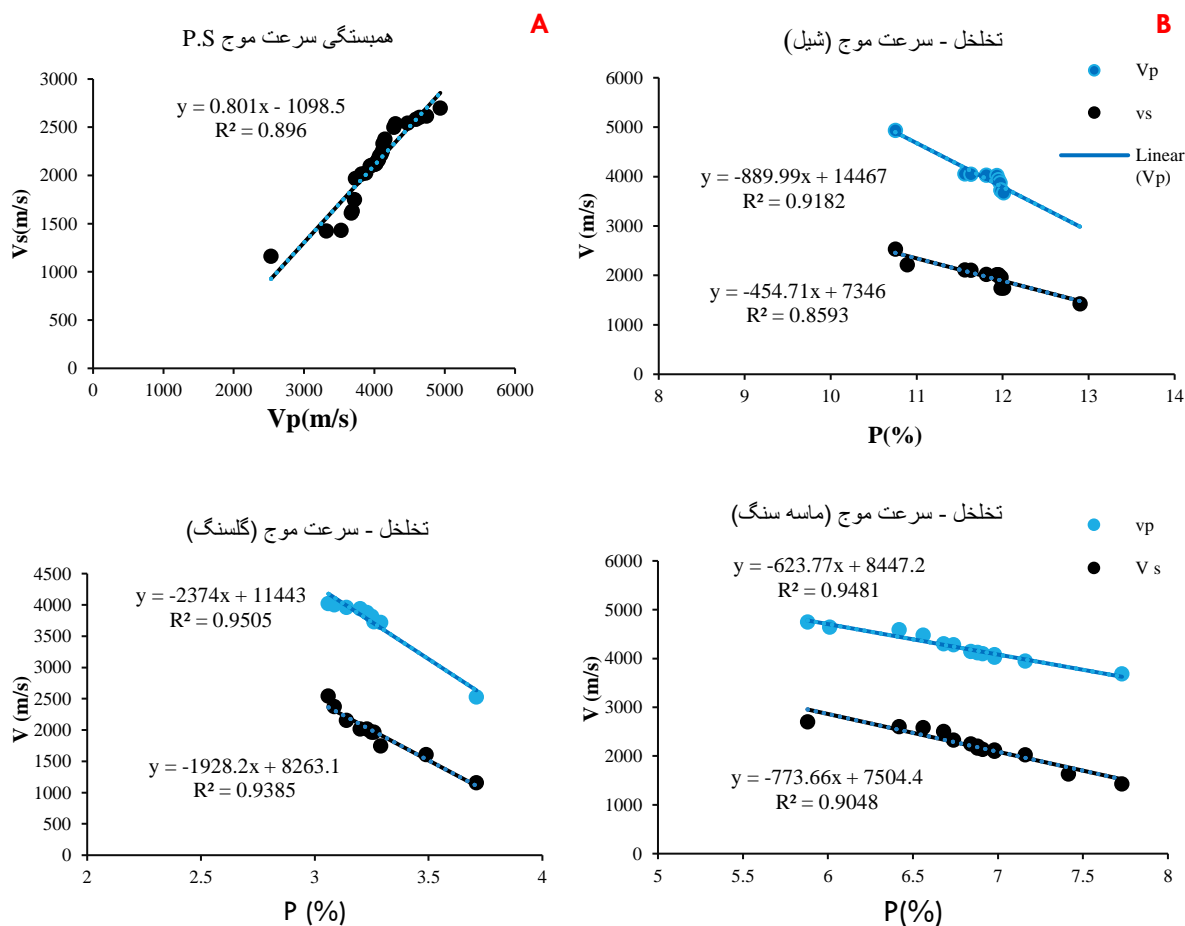 همبستگی سرعت موج P.S
A
y = 0.801x - 1098.5
R² = 0.896
3000
2500
2000
1500
1000
500
0
Vs(m/s)
0 1000 2000 3000 4000 5000 6000
Vp(m/s)
B
تخلخل - سرعت موج (شیل)
Vp
vs
Linear
(Vp)
y = -889.99x + 14467
R² = 0.9182
y = -454.71x + 7346
R² = 0.8593
6000
5000
4000
3000
2000
1000
0
V (m/s)
8 9 10 11 12 13 14
P(%)
تخلخل - سرعت موج (گلسنگ)
y = -2374x + 11443
R² = 0.9505
y = -1928.2x + 8263.1
R² = 0.9385
4500
4000
3500
3000
2500
2000
1500
1000
500
0
V (m/s)
2 2.5 3 3.5 4
P (%)
تخلخل - سرعت موج (ماسه سنگ)
vp
V s
y = -623.77x + 8447.2
R² = 0.9481
y = -773.66x + 7504.4
R² = 0.9048
6000
5000
4000
3000
2000
1000
0
V (m/s)
5 5.5 6 6.5 7 7.5 8
P(%)